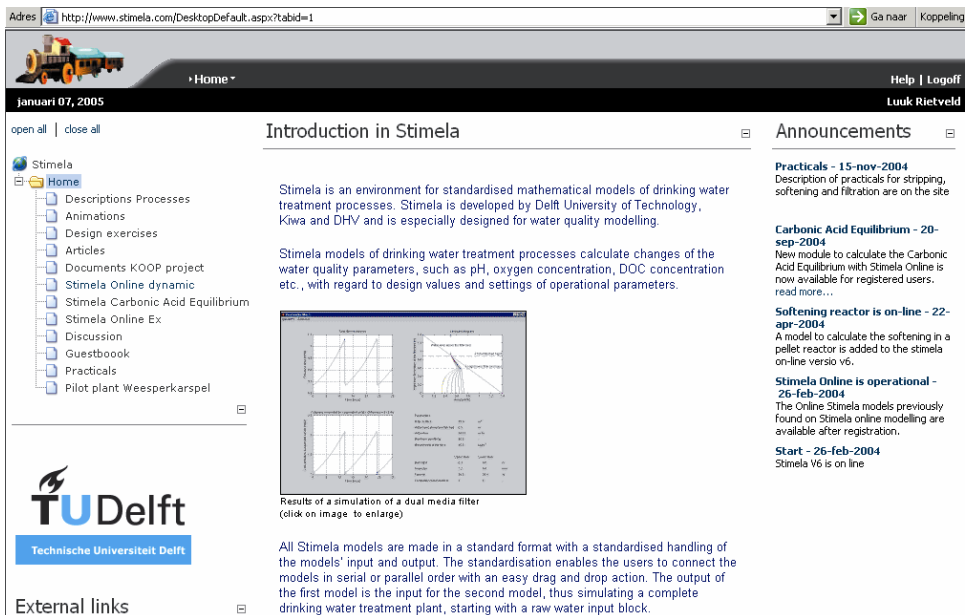 Adres http://www.stimela.com/DesktopDefault.aspx?tabid=1 Ga naar Koppeling
Home
Help | Logoff
januari 07, 2005
Luuk Rietveld
open all | close all
Stimela
Home
Descriptions Processes
Animations
Design exercises
Articles
Documents KOOP project
Stimela Online dynamic
Stimela Carbonic Acid Equilibrium
Stimela Online Ex
Discussion
Guestboook
Practicals
Pilot plant Weesperkarspel
TUDelft
Technische Universiteit Delft
External links
Introduction in Stimela
Stimela is an environment for standardised mathematical models of drinking water
treatment processes. Stimela is developed by Delft University of Technology,
Kiwa and DHV and is especially designed for water quality modelling.
Stimela models of drinking water treatment processes calculate changes of the
water quality parameters, such as pH, oxygen concentration, DOC concentration
etc., with regard to design values and settings of operational parameters.
Results of a simulation of a dual media filter
(click on image to enlarge)
All Stimela models are made in a standard format with a standardised handling of
the models' input and output. The standardisation enables the users to connect the
models in serial or parallel order with an easy drag and drop action. The output of
the first model is the input for the second model, thus simulating a complete
drinking water treatment plant, starting with a raw water input block.
Announcements
Practicals - 15-nov-2004
Description of practicals for stripping,
softening and filtration are on the site
Carbonic Acid Equilibrium - 20-
sep-2004
New module to calculate the Carbonic
Acid Equilibrium with Stimela Online is
now available for registered users.
read more...
Softening reactor is on-line - 22-
apr-2004
A model to calculate the softening in a
pellet reactor is added to the stimela
on-line versio v6.
Stimela Online is operational -
26-feb-2004
The Online Stimela models previously
found on Stimela online modelling are
available after registration.
Start - 26-feb-2004
Stimela V6 is on line